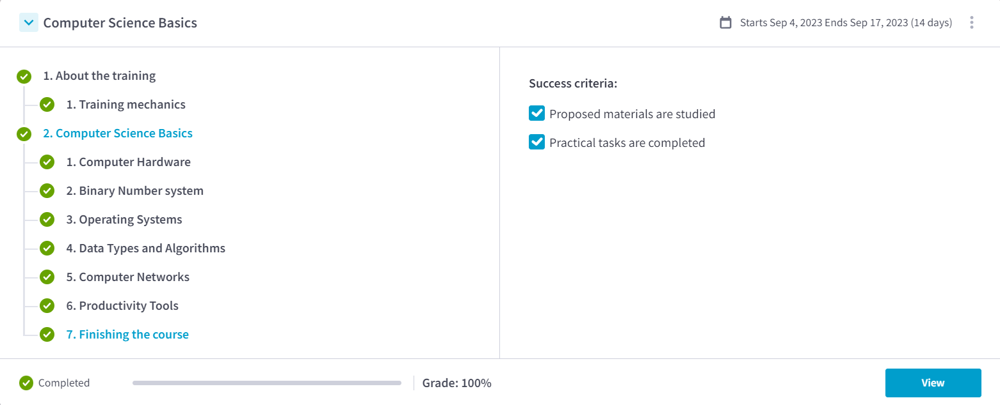 Computer Science Basics
Starts Sep 4, 2023 Ends Sep 17, 2023 (14 days)
1. About the training
1. Training mechanics
2. Computer Science Basics
1. Computer Hardware
2. Binary Number system
3. Operating Systems
4. Data Types and Algorithms
5. Computer Networks
6. Productivity Tools
7. Finishing the course
Success criteria:
Proposed materials are studied
Practical tasks are completed
Completed
Grade: 100%
View